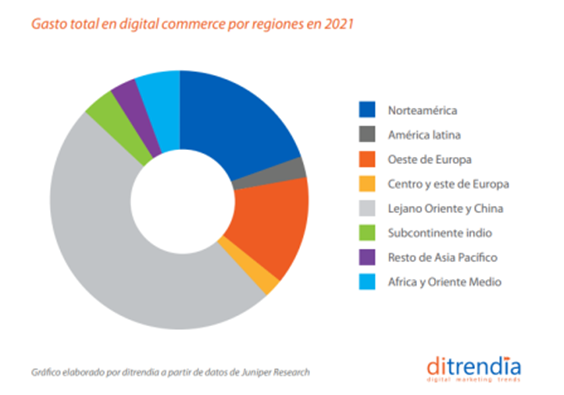 Gasto total en digital commerce por regiones en 2021
Norteamérica
América latina
Oeste de Europa
Centro y este de Europa
Lejano Oriente y China
Subcontinente indio
Resto de Asia Pacífico
Africa y Oriente Medio
Gráfico elaborado por ditrendia a partir de datos de Juniper Research
ditrendia
digital marketing trends